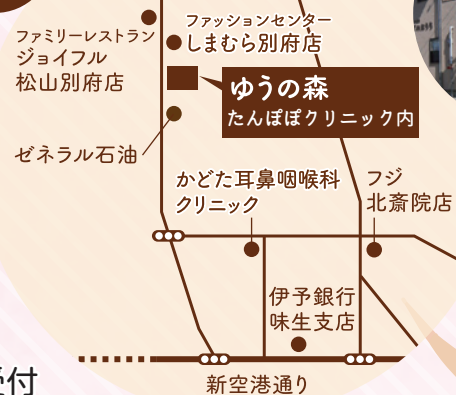 ファッションセンター
しまむら別府店
ファミリーレストラン
ジョイフル
松山別府店
ゆうの森
たんぽぽクリニック内
ゼネラル石油
かどた耳鼻咽喉科
クリニック
フジ
北斎院店
伊予銀行
味生支店
新空港通り
受付